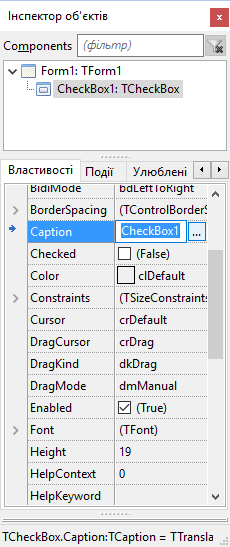 Інспектор об'єктів
Components (фільтр)
Form1: TForm1
CheckBox1: TCheckBox
Властивості Події Улюблені
BidiMode bdLeftToRight
BorderSpacing (TControlBorderS
Caption CheckBox1 ...
Checked (False)
Color clDefault
Constraints (TSizeConstraints
Cursor crDefault
DragCursor crDrag
DragKind dkDrag
DragMode dmManual
Enabled (True)
Font (TFont)
Height 19
HelpContext 0
HelpKeyword
TCheckBox.Caption:TCaption = TTransla